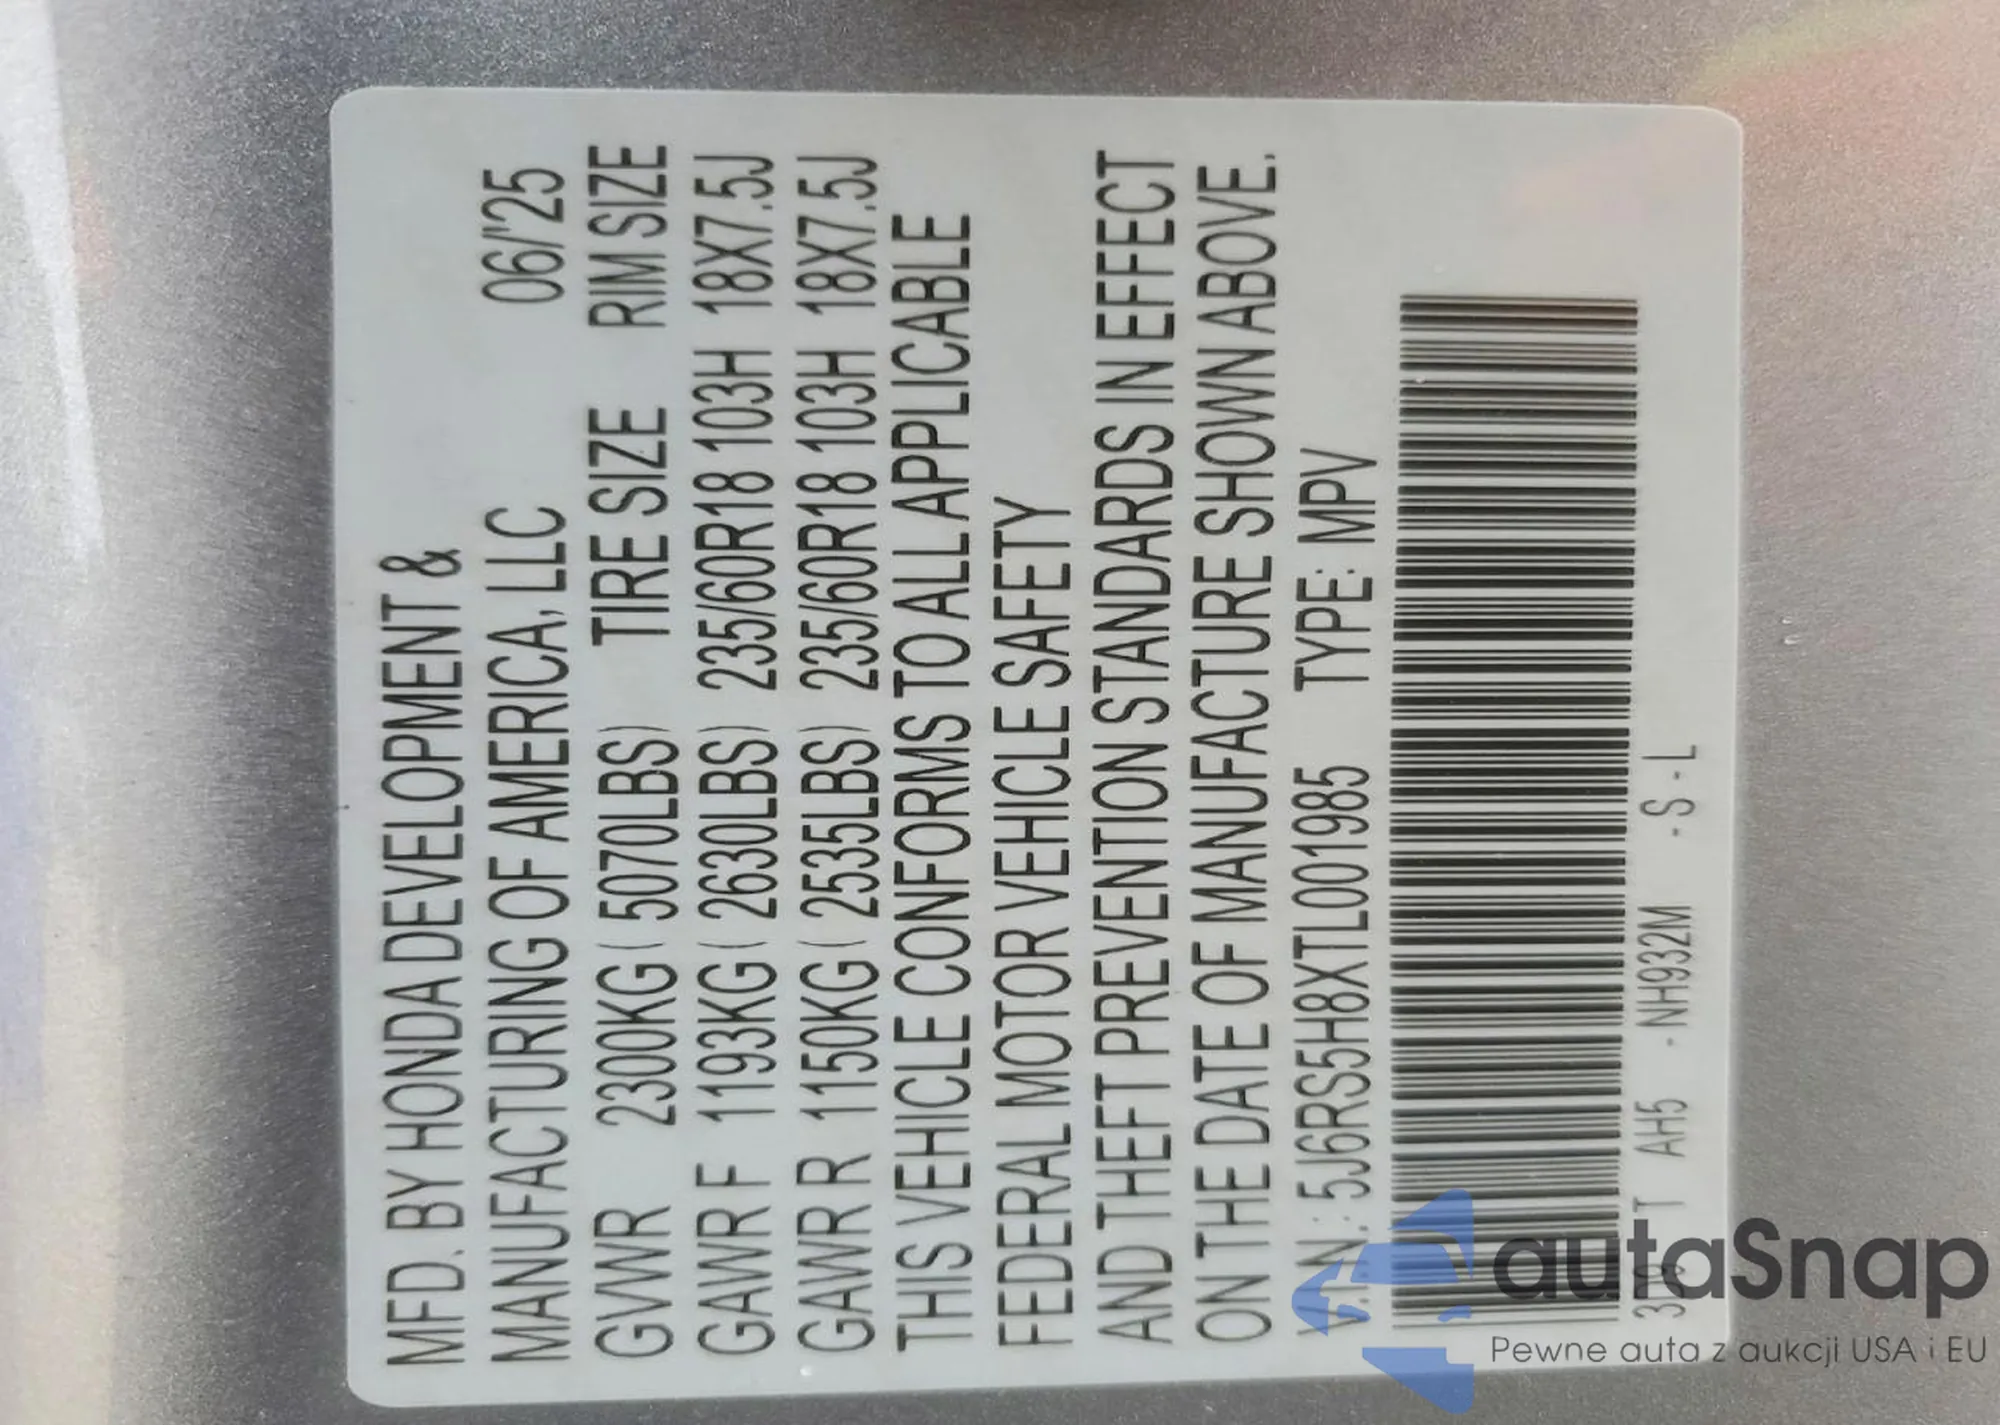 MFD. BY HONDA DEVELOPMENT &
MANUFACTURING OF AMERICA, LLC 06/'25
GVWR 2300KG ( 5070LBS) TIRE SIZE RIM SIZE
GAWR F 1193KG ( 2630LBS) 235/60R18 103H 18X7.5J
GAWR R 1150KG ( 2535LBS) 235/60R18 103H 18X7.5J
THIS VEHICLE CONFORMS TO ALL APPLICABLE
FEDERAL MOTOR VEHICLE SAFETY
AND THEFT PREVENTION STANDARDS IN EFFECT
ON THE DATE OF MANUFACTURE SHOWN ABOVE.
V.I.N.: 5J6RS5H8XTL001985 TYPE: MPV
T AH5 -NH932M -S-L
autaSnap
Pewne auta z aukcji USA i EU